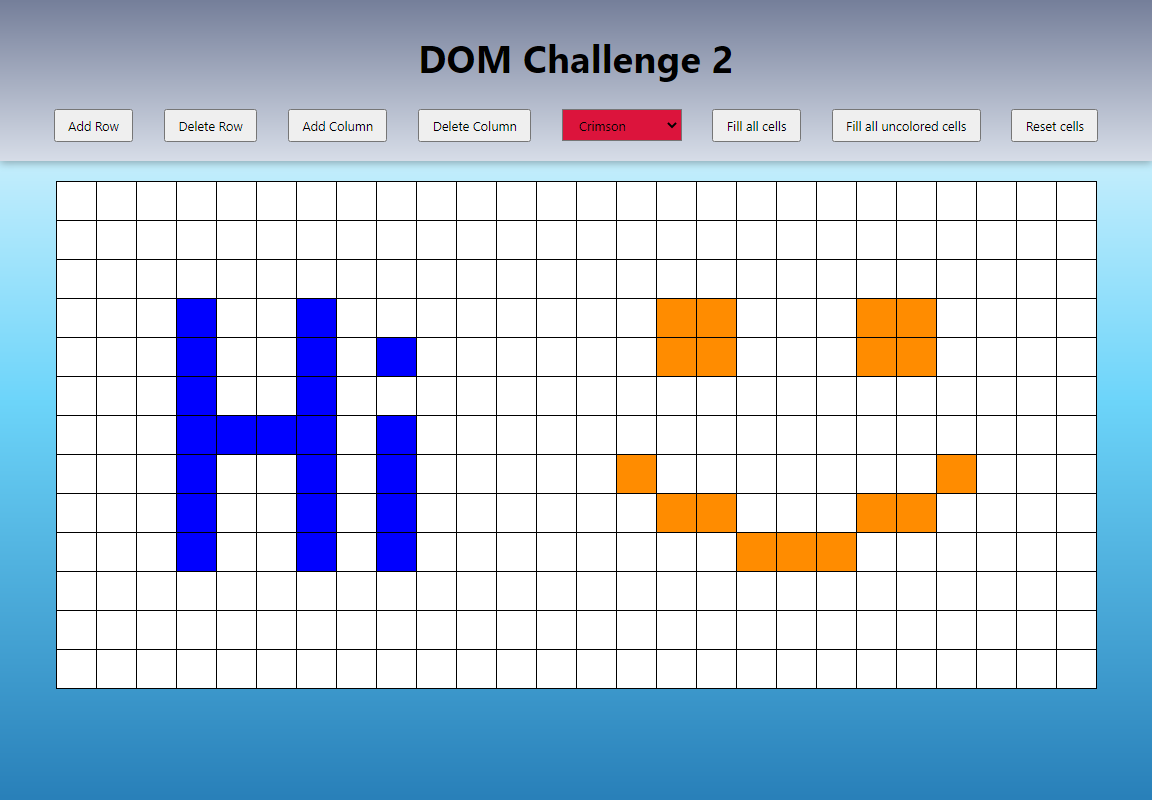 DOM Challenge 2
Add Row Delete Row Add Column Delete Column Crimson Fill all cells Fill all uncolored cells Reset cells
Hi